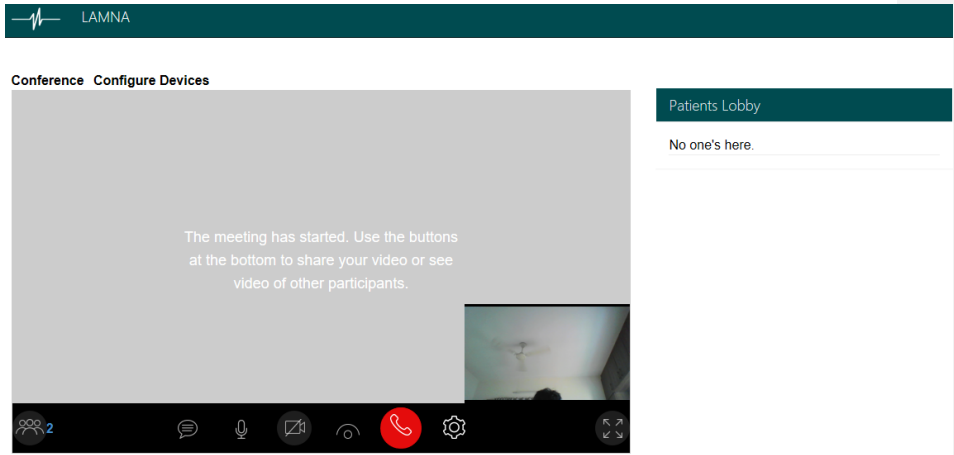 LAMNA
Conference Configure Devices
Patients Lobby
No one's here.
The meeting has started. Use the buttons
at the bottom to share your video or see
video of other participants.
2